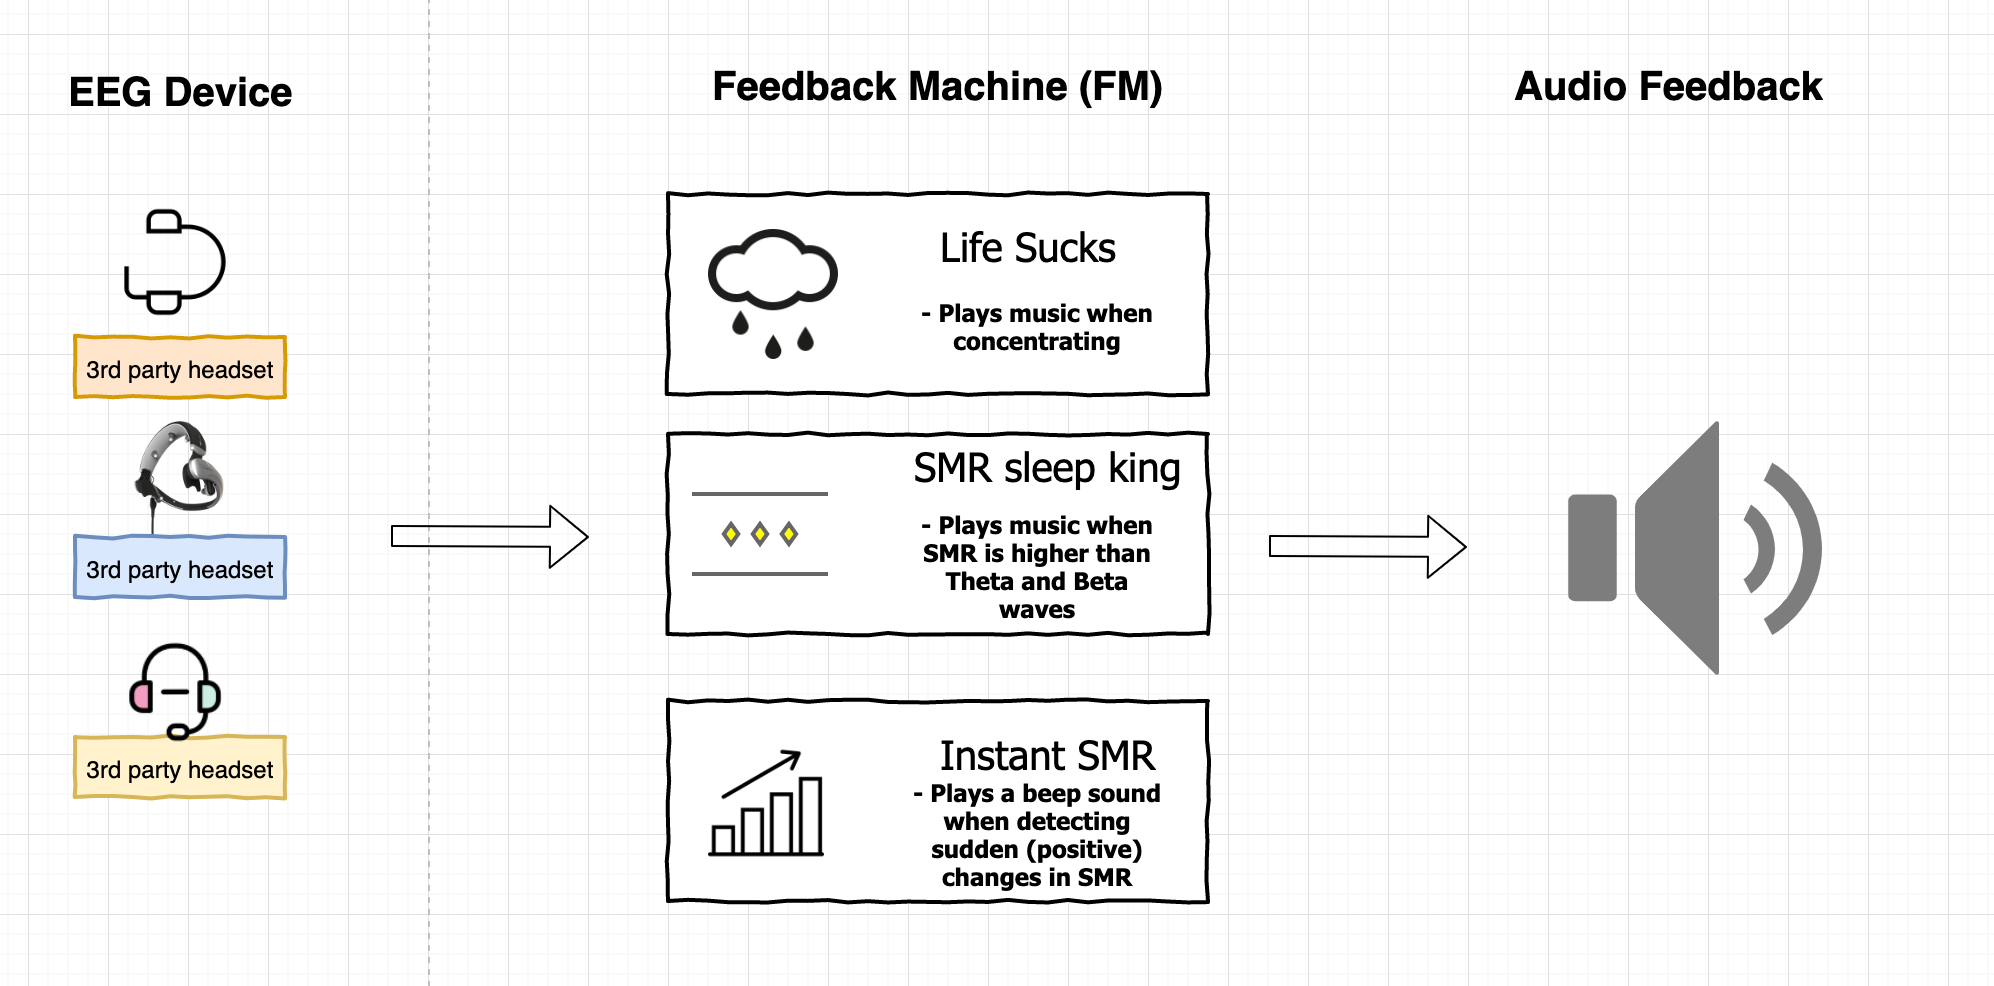 EEG Device
Feedback Machine (FM)
Audio Feedback
3rd party headset
3rd party headset
3rd party headset
Life Sucks
- Plays music when
concentrating
SMR sleep king
- Plays music when
SMR is higher than
Theta and Beta
waves
Instant SMR
- Plays a beep sound
when detecting
sudden (positive)
changes in SMR